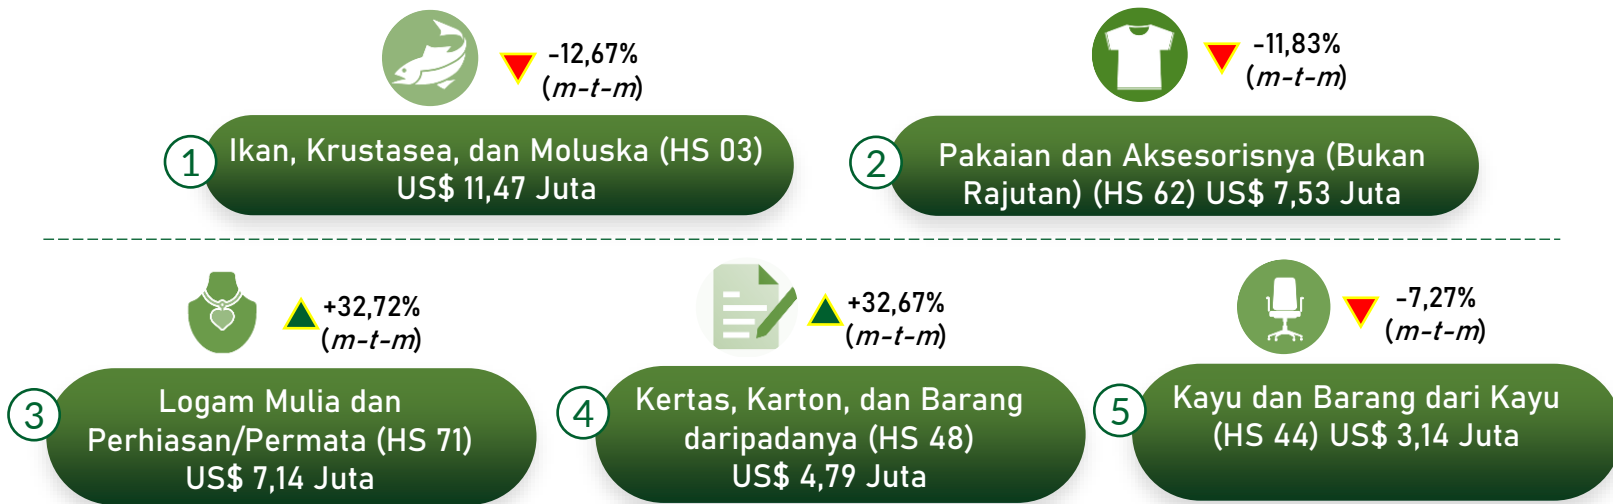 -12,67%
(m-t-m)
1
Ikan, Krustasea, dan Moluska (HS 03)
US$ 11,47 Juta
-11,83%
(m-t-m)
2
Pakaian dan Aksesorisnya (Bukan
Rajutan) (HS 62) US$ 7,53 Juta
+32,72%
(m-t-m)
3
Logam Mulia dan
Perhiasan/Permata (HS 71)
US$ 7,14 Juta
+32,67%
(m-t-m)
4
Kertas, Karton, dan Barang
daripadanya (HS 48)
US$ 4,79 Juta
-7,27%
(m-t-m)
5
Kayu dan Barang dari Kayu
(HS 44) US$ 3,14 Juta